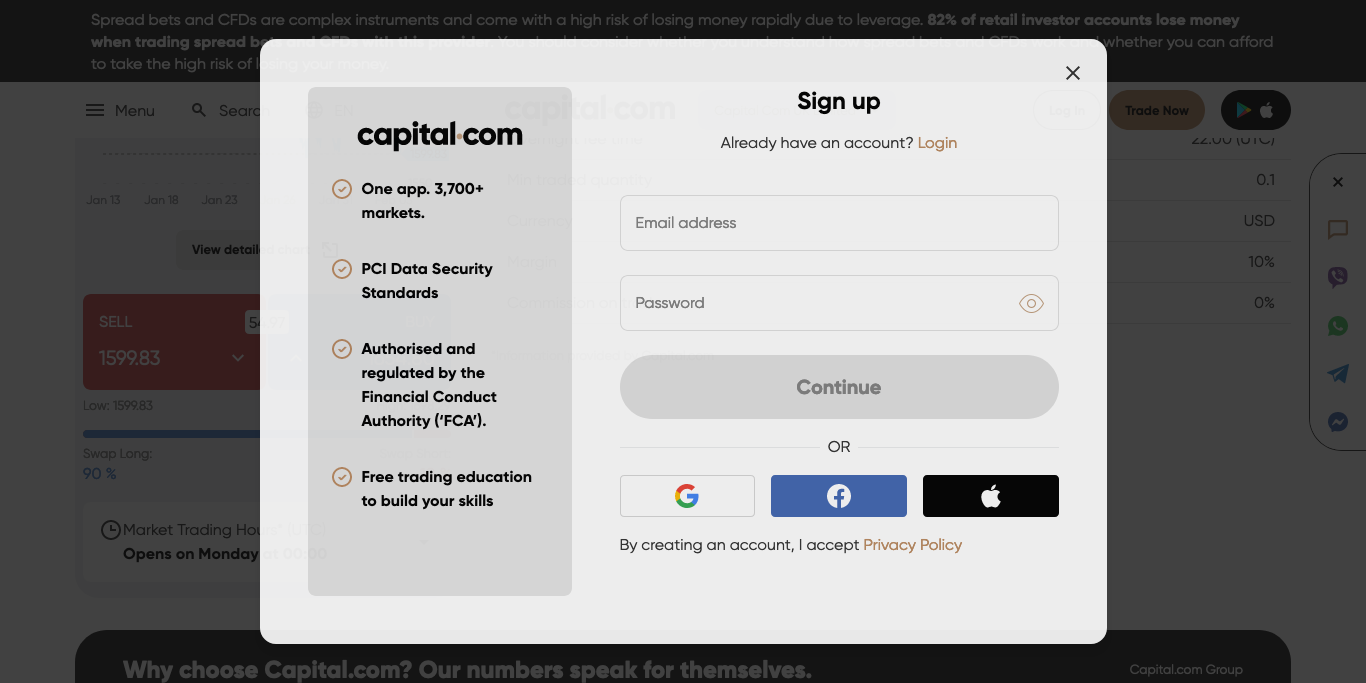 Spread bets and CFDs are complex instruments and come with a high risk of losing money rapidly due to leverage. 82% of retail investor accounts lose money
when trading spread bets and CFDs with this provider. You should consider whether you understand how spread bets and CFDs work and whether you can afford
to take the high risk of losing your money.
Menu
Search
capital.com
Log In
Trade Now
22:00 (UTC)
0.1
USD
10%
0%
Jan 13 Jan 18 Jan 23
View detailed chart
SELL
1599.83
Low: 1599.83
Swap Long:
90 %
Market Trading Hours* (UTC)
Opens on Monday at 00:00
capital.com
One app. 3,700+
markets.
PCI Data Security
Standards
Authorised and
regulated by the
Financial Conduct
Authority (‘FCA’).
Free trading education
to build your skills
Sign up
Already have an account? Login
Email address
Password
Continue
OR
By creating an account, I accept Privacy Policy
Why choose Capital.com? Our numbers speak for themselves.
Capital.com Group